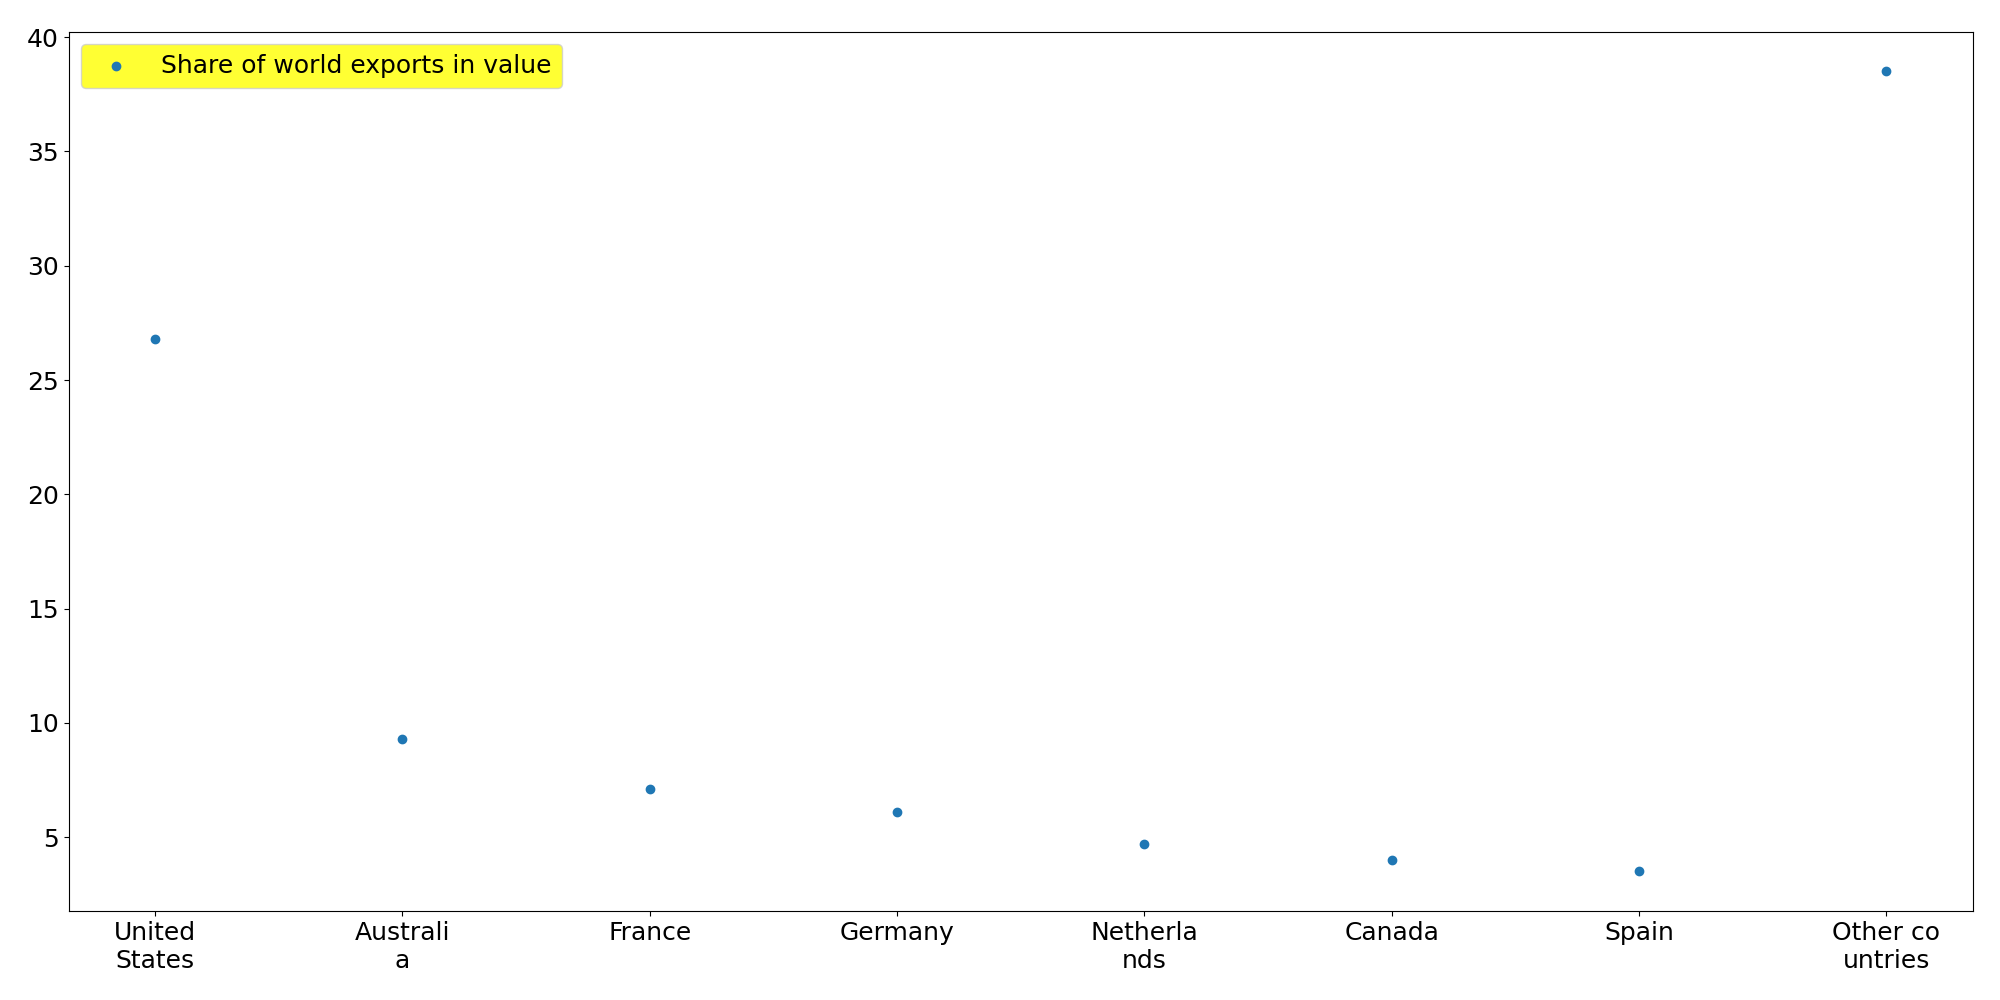 40
35
30
25
20
15
10
5
Share of world exports in value
United
States
Australi
a
France
Germany
Netherla
nds
Canada
Spain
Other co
untries